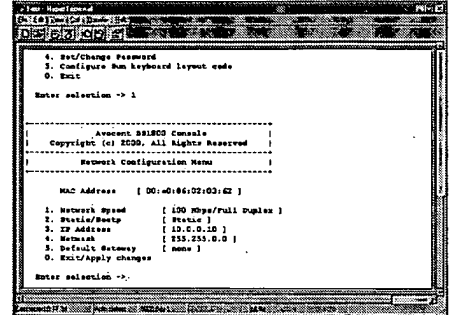 4. Set/Change Password
5. Configure Sun keyboard layout code
0. Exit
Enter selection -> 1
Avocent DS1800 Console
Copyright (c) 2000, All Rights Reserved
Network Configuration Menu
MAC Address [ 00:a0:86:02:03:62 ]
1. Network Speed [ 100 Mbps/Full Duplex ]
2. Static/Bootp [ Static ]
3. IP Address [ 10.0.0.10 ]
4. Netmask [ 255.255.0.0 ]
5. Default Gateway [ none ]
0. Exit/Apply changes
Enter selection ->